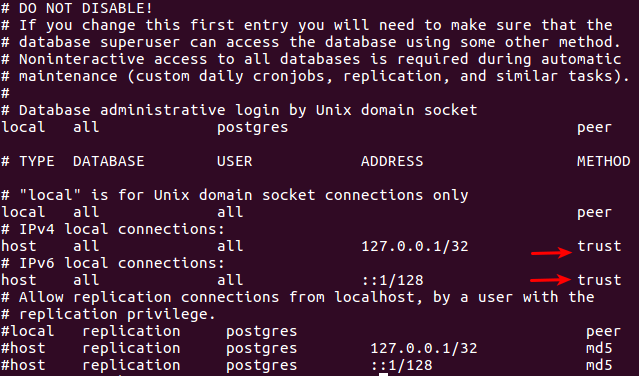 # DO NOT DISABLE!
# If you change this first entry you will need to make sure that the
# database superuser can access the database using some other method.
# Noninteractive access to all databases is required during automatic
# maintenance (custom daily cronjobs, replication, and similar tasks).
#
# Database administrative login by Unix domain socket
local   all             postgres                                peer
# TYPE  DATABASE        USER            ADDRESS                 METHOD
# "local" is for Unix domain socket connections only
local   all             all                                     peer
# IPv4 local connections:
host    all             all             127.0.0.1/32            trust
# IPv6 local connections:
host    all             all             ::1/128                 trust
# Allow replication connections from localhost, by a user with the
# replication privilege.
#local   replication     postgres                                peer
#host    replication     postgres        127.0.0.1/32            md5
#host    replication     postgres        ::1/128                 md5